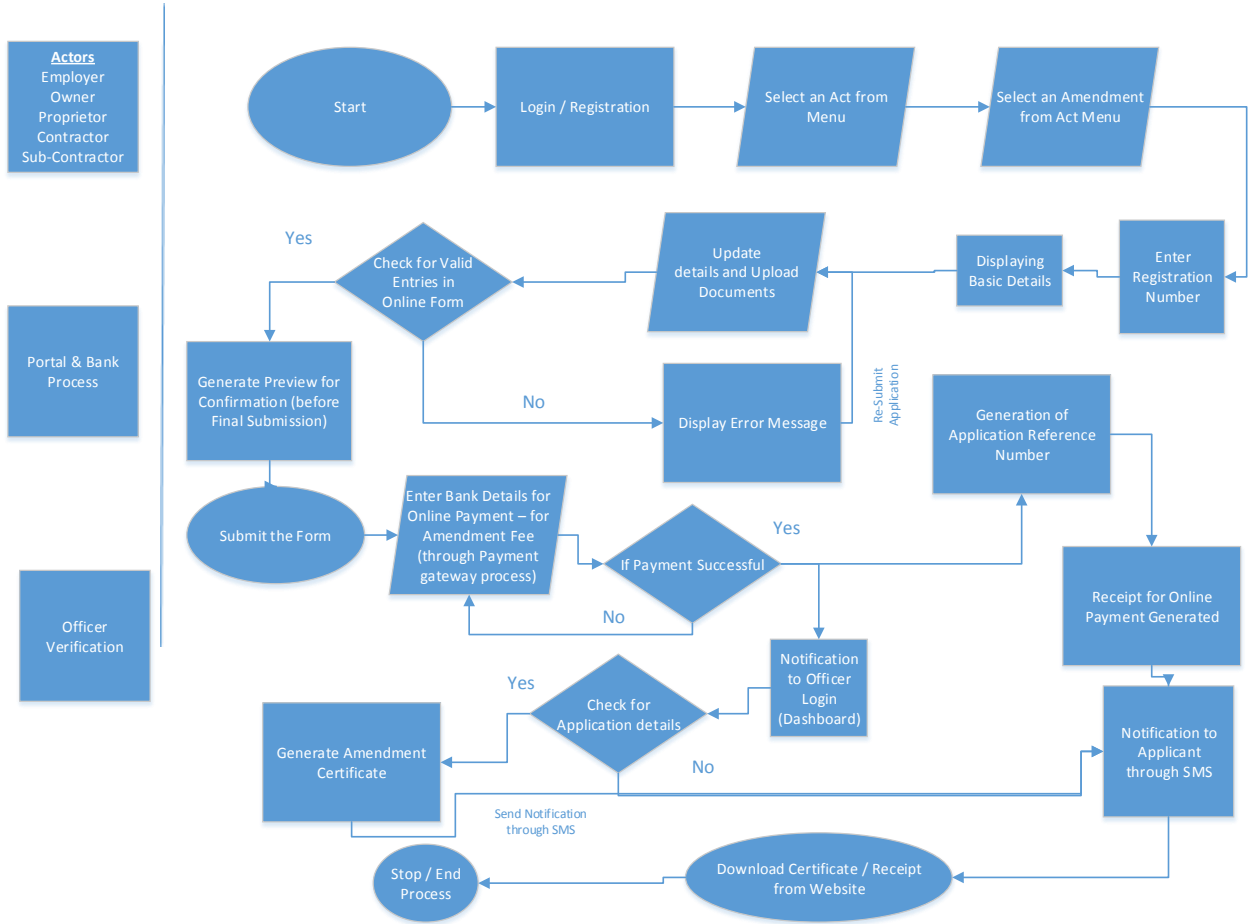 Actors
Employer
Owner
Proprietor
Contractor
Sub-Contractor
Portal & Bank
Process
Officer
Verification
Start
Login / Registration
Select an Act from
Menu
Select an Amendment
from Act Menu
Enter
Registration
Number
Displaying
Basic Details
Update
details and Upload
Documents
Check for Valid
Entries in
Online Form
Yes
No
Generate Preview for
Confirmation (before
Final Submission)
Display Error Message
Re-Submit
Application
Submit the Form
Enter Bank Details for
Online Payment – for
Amendment Fee
(through Payment
gateway process)
If Payment Successful
Yes
No
Generation of
Application Reference
Number
Receipt for Online
Payment Generated
Notification
to Officer
Login
(Dashboard)
Check for
Application details
Yes
No
Generate Amendment
Certificate
Send Notification
through SMS
Notification to
Applicant
through SMS
Download Certificate / Receipt
from Website
Stop / End
Process